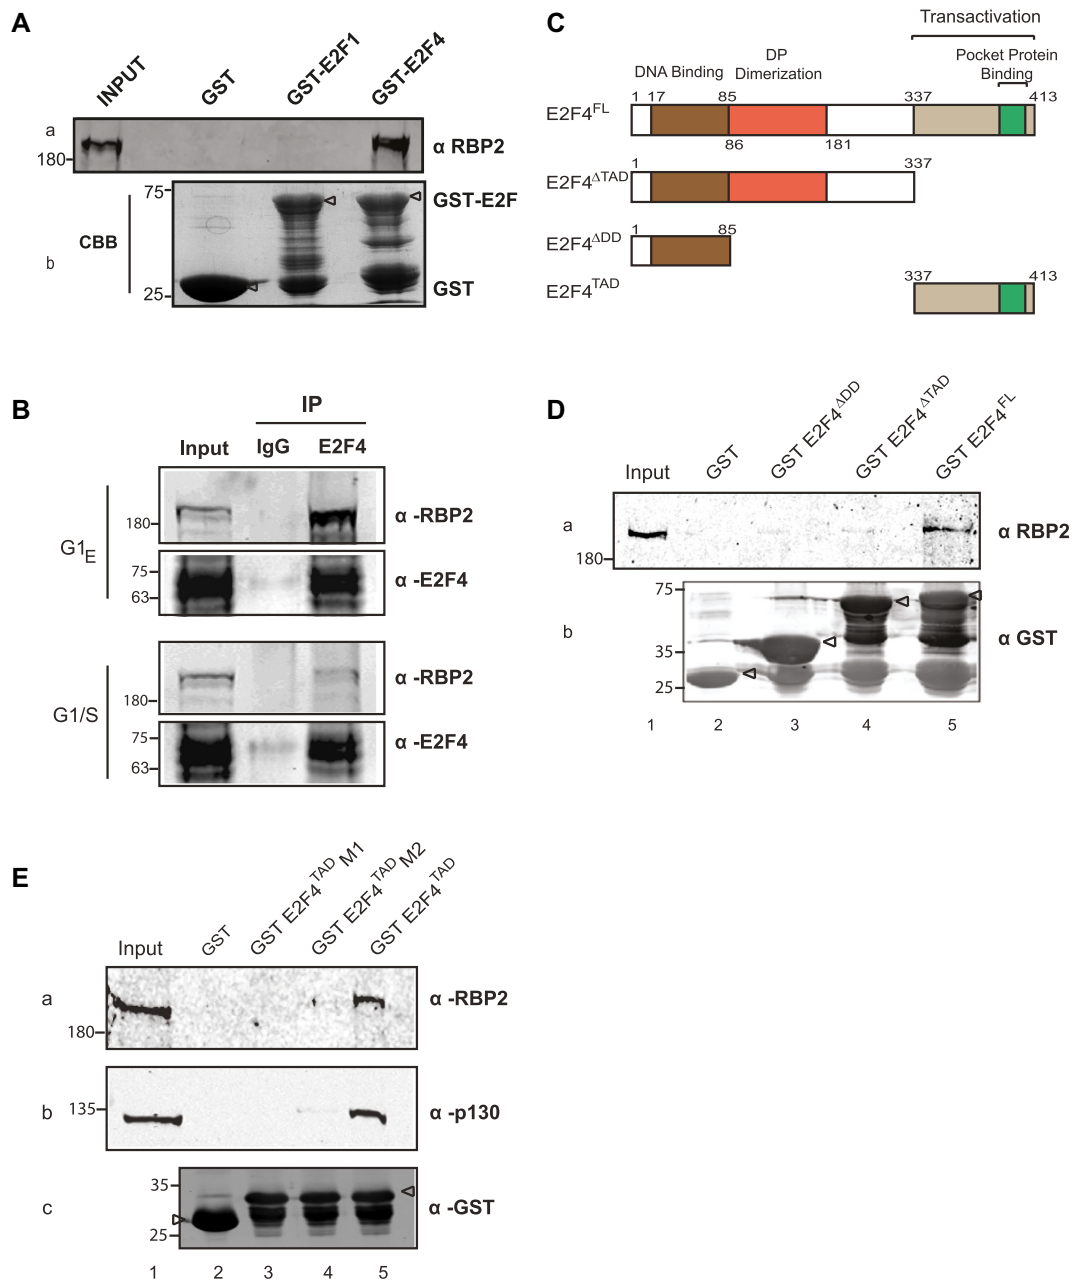 A
INPUT
GST
GST-E2F1
GST-E2F4
a
180
α RBP2
75
GST-E2F
CBB
b
25
GST
C
Transactivation
DNA Binding
DP
Dimerization
Pocket Protein
Binding
E2F4FL
1 17 85 337 413
86 181
E2F4ΔTAD
1 337
E2F4ΔDD
1 85
E2F4TAD
337 413
B
IP
Input IgG E2F4
G1E
180
α -RBP2
75
63
α -E2F4
G1/S
180
α -RBP2
75
63
α -E2F4
D
Input
GST
GST E2F4ΔDD
GST E2F4ΔTAD
GST E2F4FL
a
180
α RBP2
b
75
35
25
α GST
1 2 3 4 5
E
Input
GST
GST E2F4TAD M1
GST E2F4TAD M2
GST E2F4TAD
a
180
α -RBP2
b
135
α -p130
c
35
25
α -GST
1 2 3 4 5